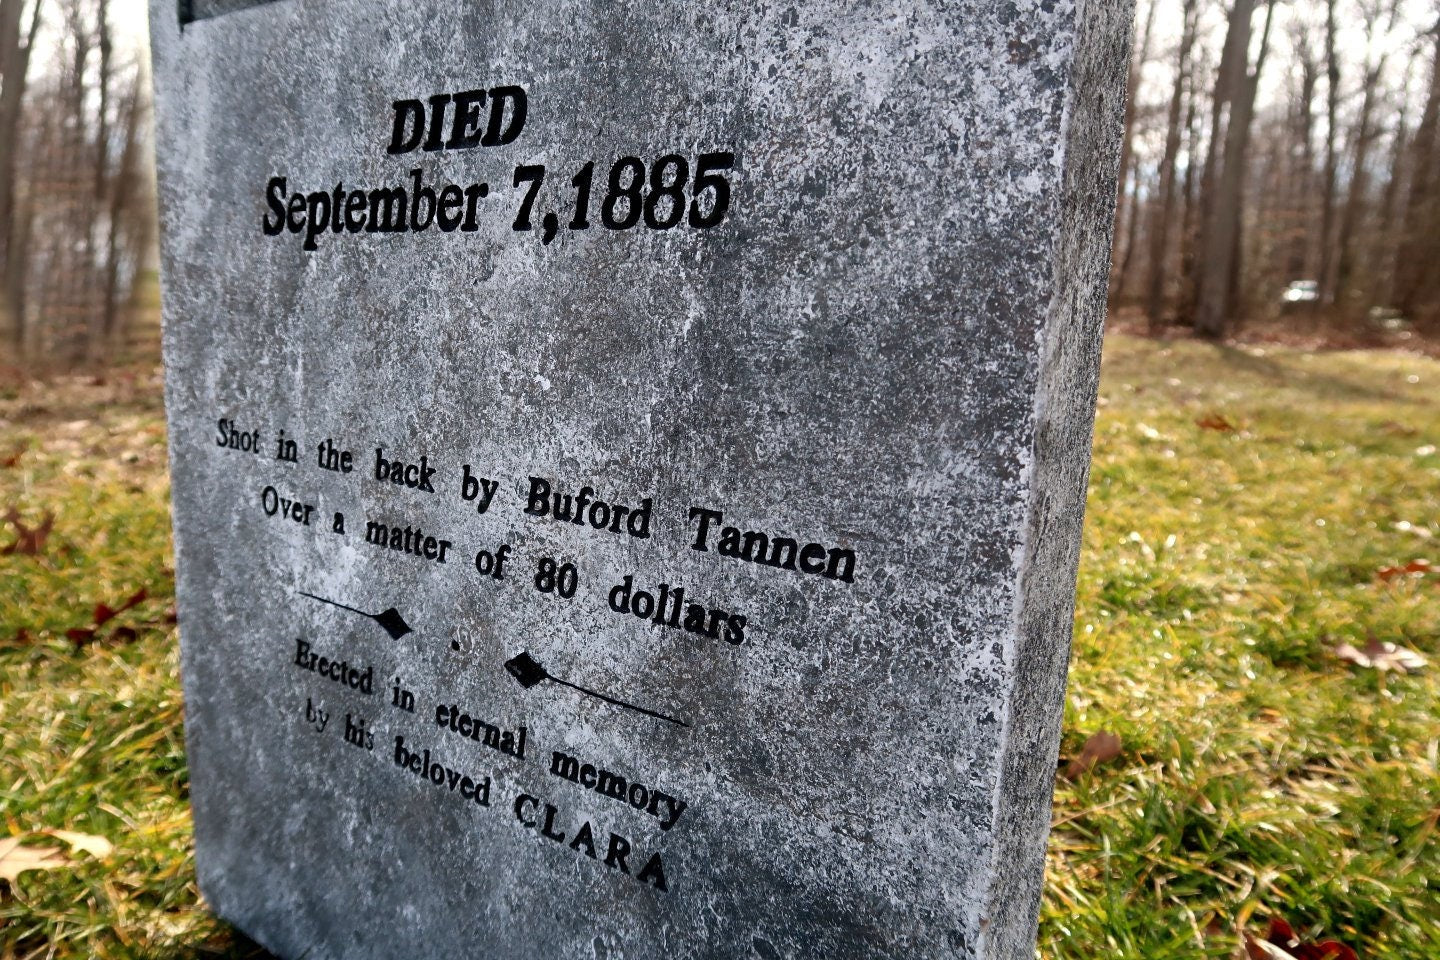 DIED
September 7,1885
Shot in the back by Buford Tannen
Over a matter of 80 dollars
Erected in eternal memory
by his beloved CLARA